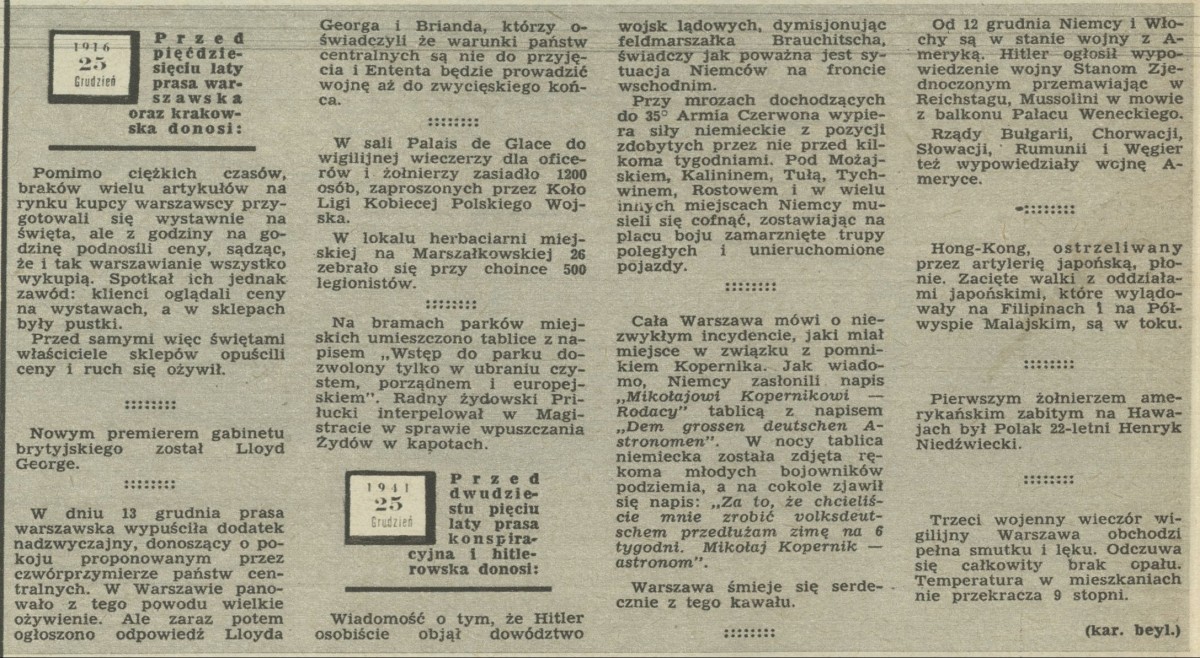 1916
25
Grudzień
Przed
pięćdzie-
sięciu laty
prasa war-
szawska
oraz krakow-
ska donosi:
Pomimo ciężkich czasów,
braków wielu artykułów na
rynku kupcy warszawscy przy-
gotowali się wystawnie na
święta, ale z godziny na go-
dzinę podnosili ceny, sądząc,
że i tak warszawianie wszystko
wykupią. Spotkał ich jednak
zawód: klienci oglądali ceny
na wystawach, a w sklepach
były pustki.
Przed samymi więc świętami
właściciele sklepów opuścili
ceny i ruch się ożywił.
Nowym premierem gabinetu
brytyjskiego został Lloyd
George.
W dniu 13 grudnia prasa
warszawska wypuściła dodatek
nadzwyczajny, donoszący o po-
koju proponowanym przez
czwórprzymierze państw cen-
tralnych. W Warszawie pano-
wało z tego powodu wielkie
ożywienie. Ale zaraz potem
ogłoszono odpowiedź Lloyda
Georga i Brianda, którzy o-
świadczyli że warunki państw
centralnych są nie do przyję-
cia i Ententa będzie prowadzić
wojnę aż do zwycięskiego koń-
ca.
W sali Palais de Glace do
wigilijnej wieczerzy dla ofice-
rów i żołnierzy zasiadło 1200
osób, zaproszonych przez Koło
Ligi Kobiecej Polskiego Woj-
ska.
W lokalu herbaciarni miej-
skiej na Marszałkowskiej 26
zebrało się przy choince 500
legionistów.
Na bramach parków miej-
skich umieszczono tablice z na-
pisem „Wstęp do parku do-
zwolony tylko w ubraniu czy-
stem, porządnem i europej-
skiem”. Radny żydowski Pri-
łucki interpelował w Magi-
stracie w sprawie wpuszczania
Żydów w kapotach.
1941
25
Grudzień
Przed
dwudzie-
stu pięciu
laty prasa
konspira-
cyjna i hitle-
rowska donosi:
Wiadomość o tym, że Hitler
osobiście objął dowództwo
wojsk lądowych, dymisjonując
feldmarszałka Brauchitscha,
świadczy jak poważna jest sy-
tuacja Niemców na froncie
wschodnim.
Przy mrozach dochodzących
do 35° Armia Czerwona wypie-
ra siły niemieckie z pozycji
zdobytych przez nie przed kil-
koma tygodniami. Pod Możaj-
skiem, Kalininem, Tułą, Tych-
winem, Rostowem i w wielu
innych miejscach Niemcy mu-
sieli się cofnąć, zostawiając na
placu boju zamarznięte trupy
poległych i unieruchomione
pojazdy.
Cała Warszawa mówi o nie-
zwykłym incydencie, jaki miał
miejsce w związku z pomni-
kiem Kopernika. Jak wiado-
mo, Niemcy zasłonili napis
„Mikołajowi Kopernikowi —
Rodacy” tablicą z napisem
„Dem grossen deutschen A-
stronomen”. W nocy tablica
niemiecka została zdjęta rę-
koma młodych bojowników
podziemia, a na cokole zjawił
się napis: „Za to, że chcieliś-
cie mnie zrobić volksdeut-
schem przedłużam zimę na 6
tygodni. Mikołaj Kopernik —
astronom”.
Warszawa śmieje się serde-
cznie z tego kawału.
Od 12 grudnia Niemcy i Wło-
chy są w stanie wojny z A-
meryką. Hitler ogłosił wypo-
wiedzenie wojny Stanom Zje-
dnoczonym przemawiając w
Reichstagu, Mussolini w mowie
z balkonu Pałacu Weneckiego.
Rządy Bułgarii, Chorwacji,
Słowacji, Rumunii i Węgier
też wypowiedziały wojnę A-
meryce.
Hong-Kong, ostrzeliwany
przez artylerię japońską, pło-
nie. Zacięte walki z oddziała-
mi japońskimi, które wylądo-
wały na Filipinach i na Pół-
wyspie Malajskim, są w toku.
Pierwszym żołnierzem ame-
rykańskim zabitym na Hawa-
jach był Polak 22-letni Henryk
Niedźwiecki.
Trzeci wojenny wieczór wi-
gilijny Warszawa obchodzi
pełna smutku i lęku. Odczuwa
się całkowity brak opału.
Temperatura w mieszkaniach
nie przekracza 9 stopni.
(kar. beyl.)